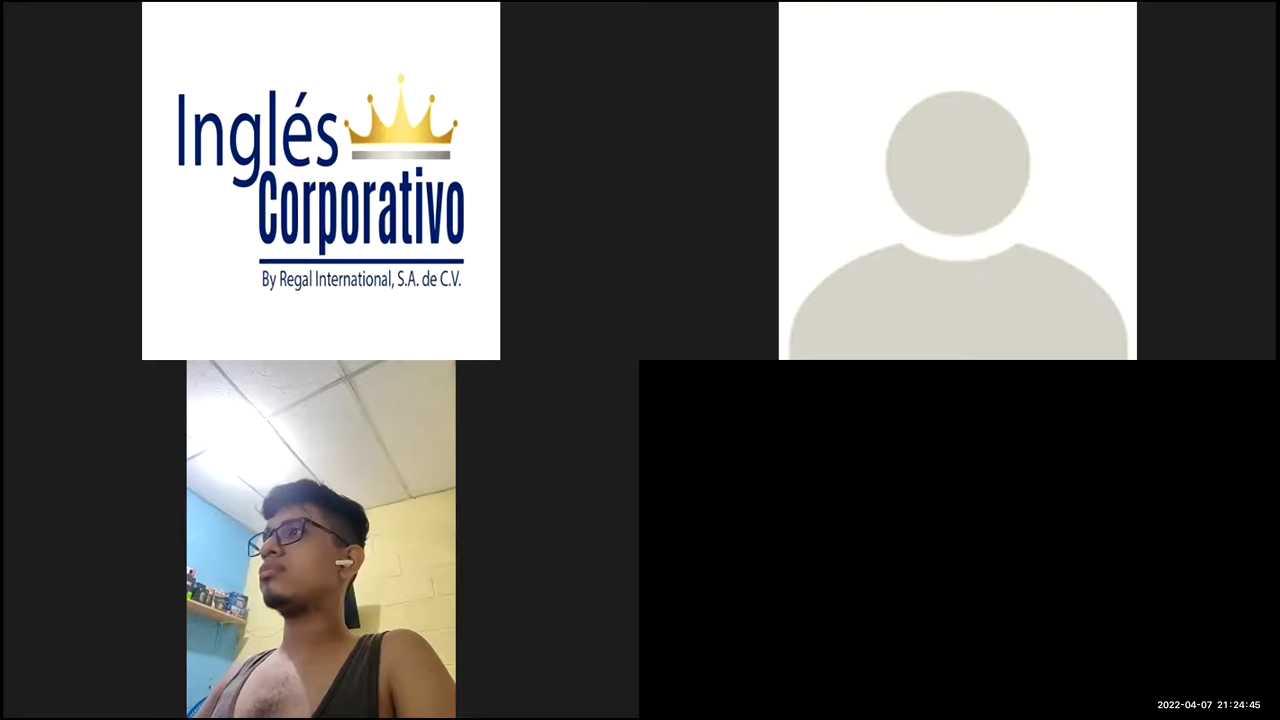 Inglés
Corporativo
By Regal International, S.A. de C.V.
2022-04-07 21:24:45